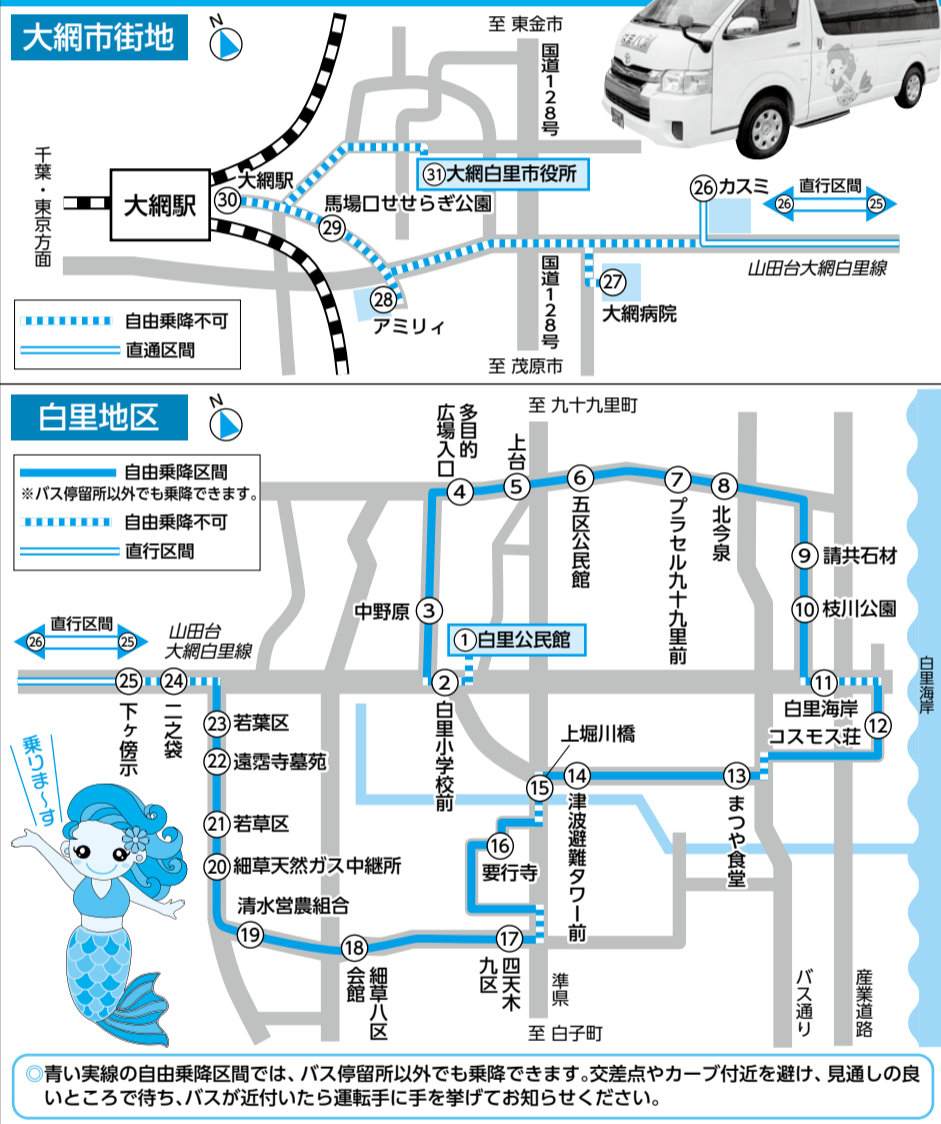 大網市街地
N
至 東金市
国道128号
千葉・東京方面
大網駅
大網駅
㉚
㉛大網白里市役所
馬場口せせらぎ公園
㉙
㉘
アミリィ
㉖カスミ
直行区間
㉖ ㉕
山田台大網白里線
㉗
大網病院
国道128号
至 茂原市
自由乗降不可
直通区間
白里地区
N
至 九十九里町
自由乗降区間
※バス停留所以外でも乗降できます。
自由乗降不可
直行区間
多目的
広場入口
④
上台
⑤
⑥
五区公民館
⑦
プラセル九十九里前
⑧
北今泉
⑨請共石材
⑩枝川公園
中野原③
①白里公民館
②
白里小学校前
⑪
白里海岸
コスモス荘
⑫
白里海岸
直行区間
㉖ ㉕
山田台
大網白里線
㉕
下ヶ傍示
㉔
二之袋
㉓若葉区
㉒遠霑寺墓苑
㉑若草区
⑳細草天然ガス中継所
清水営農組合
⑲
⑱
細草八区
会館
⑰
四天木
九区
上堀川橋
⑮
⑭
津波避難タワー前
⑬
まつや食堂
⑯
要行寺
準県
至 白子町
バス通り
産業道路
乗りま〜す
◎青い実線の自由乗降区間では、バス停留所以外でも乗降できます。交差点やカーブ付近を避け、見通しの良
いところで待ち、バスが近付いたら運転手に手を挙げてお知らせください。